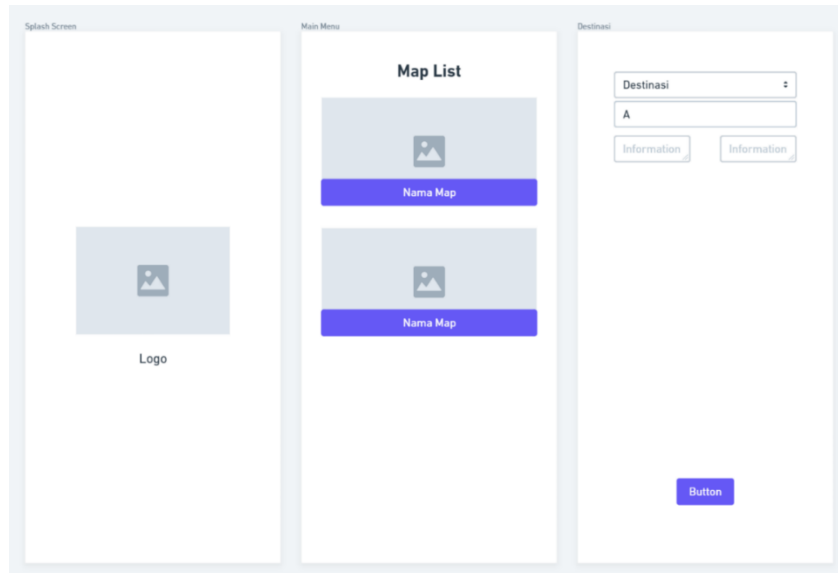 Splash Screen
Logo
Main Menu
Map List
Nama Map
Nama Map
Destinasi
Destinasi
A
Information
Information
Button